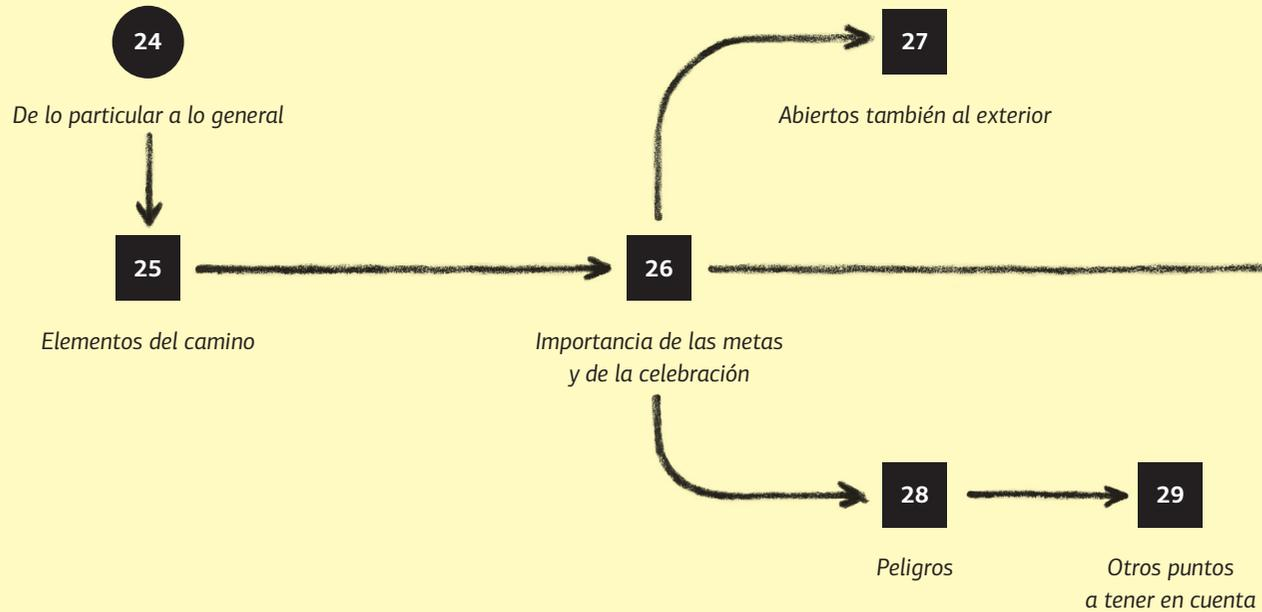 24
27
De lo particular a lo general
Abiertos también al exterior
25
26
Elementos del camino
Importancia de las metas
y de la celebración
28
29
Peligros
Otros puntos
a tener en cuenta